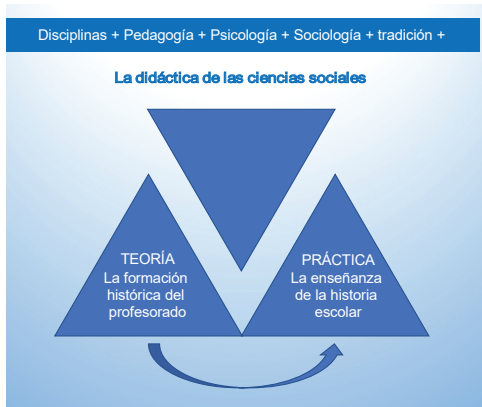 Disciplinas + Pedagogía + Psicología + Sociología + tradición +
La didáctica de las ciencias sociales
TEORÍA
La formación
histórica del
profesorado
PRÁCTICA
La enseñanza
de la historia
escolar